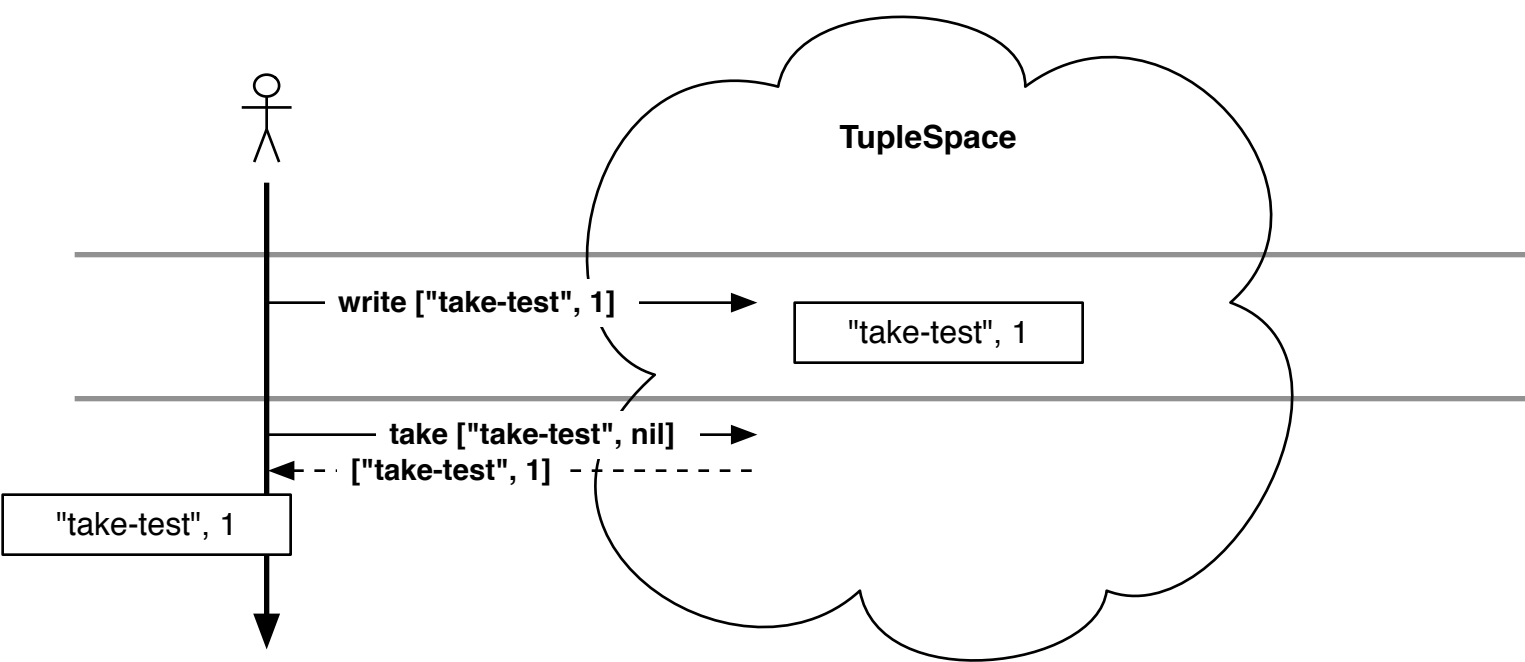 TupleSpace
write ["take-test", 1]
"take-test", 1
take ["take-test", nil]
["take-test", 1]
"take-test", 1